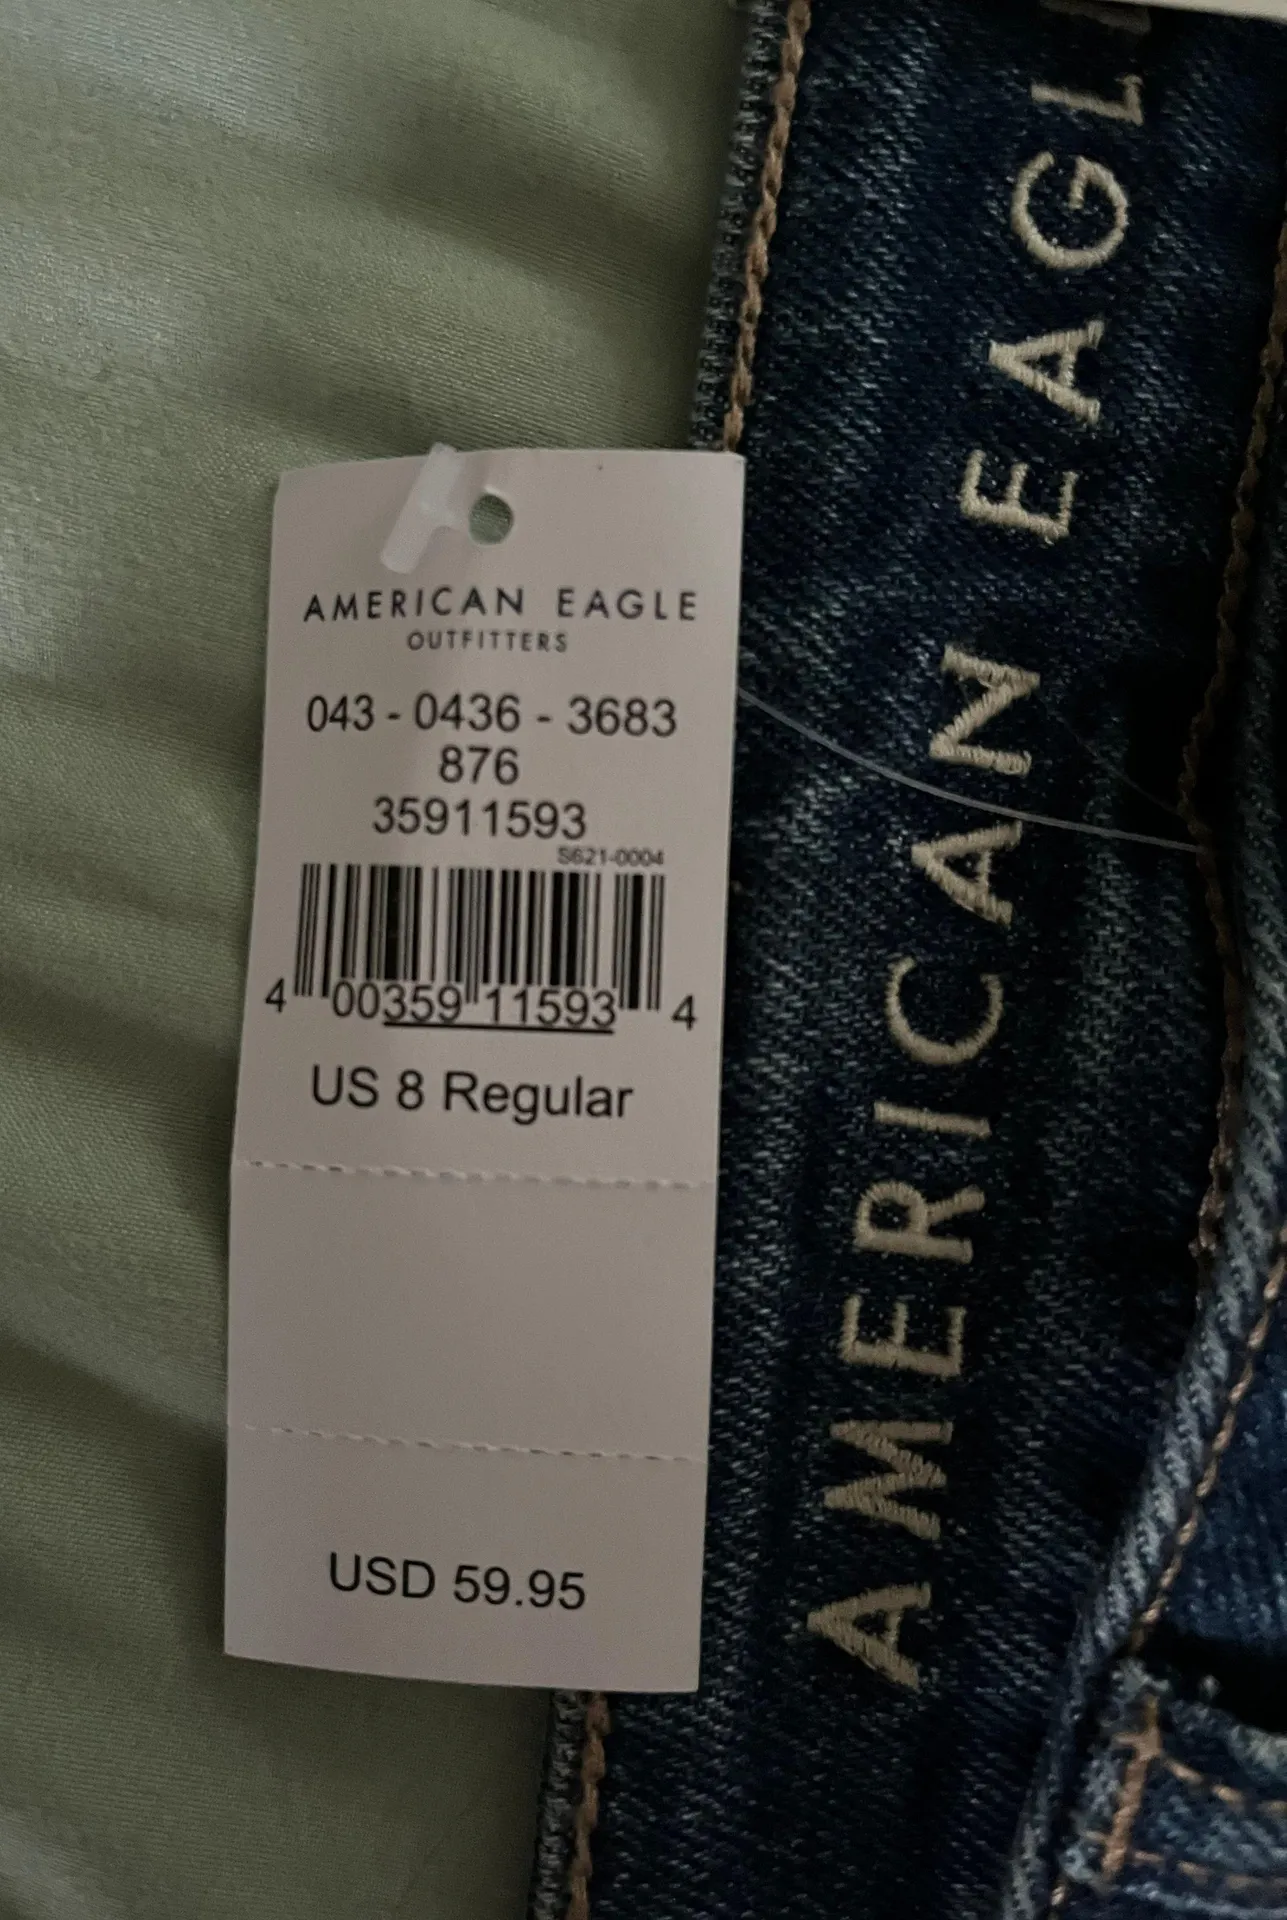 AMERICAN EAGLE
OUTFITTERS
043 - 0436 - 3683
876
35911593
S621-0004
4 00359 11593 4
US 8 Regular
USD 59.95
AMERICAN EAGL